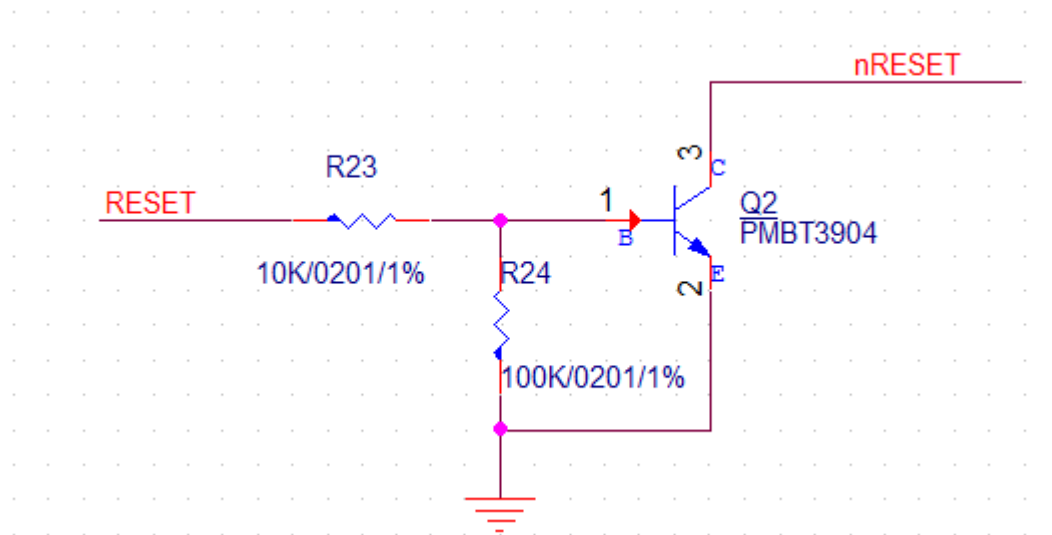 nRESET
R23
3
C
RESET
1
Q2
PMBT3904
B
10K/0201/1%
R24
E
2
100K/0201/1%